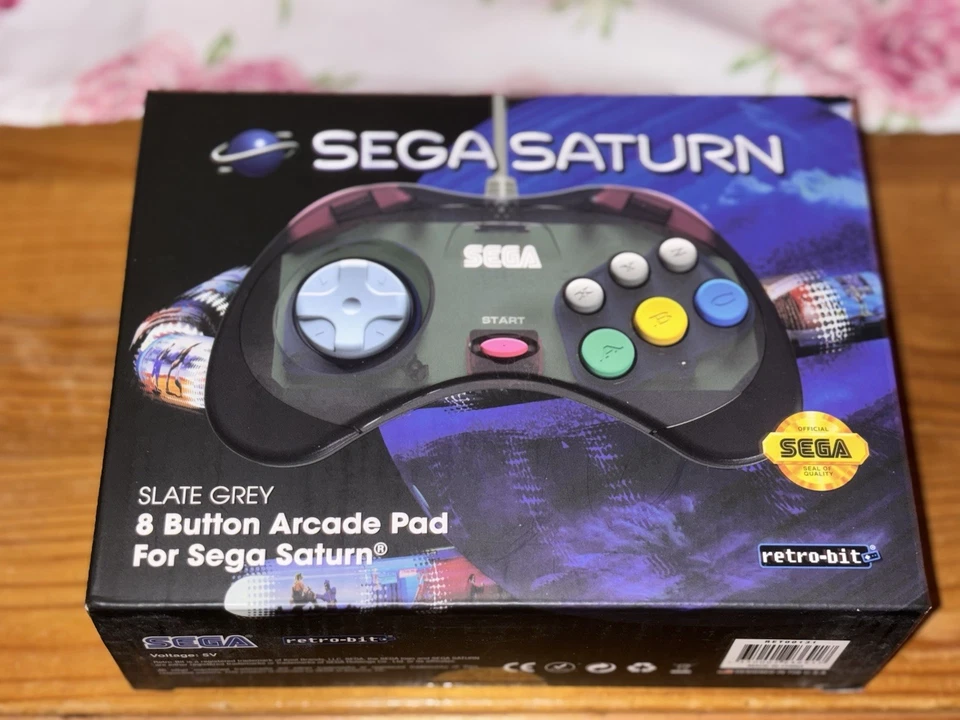 SEGA SATURN
SEGA
START
X
Y
Z
B
C
OFFICIAL
SEGA
SEAL OF
QUALITY
SLATE GREY
8 Button Arcade Pad
For Sega Saturn®
retro-bit
SEGA
retro-bit
Voltage: 5V
CE